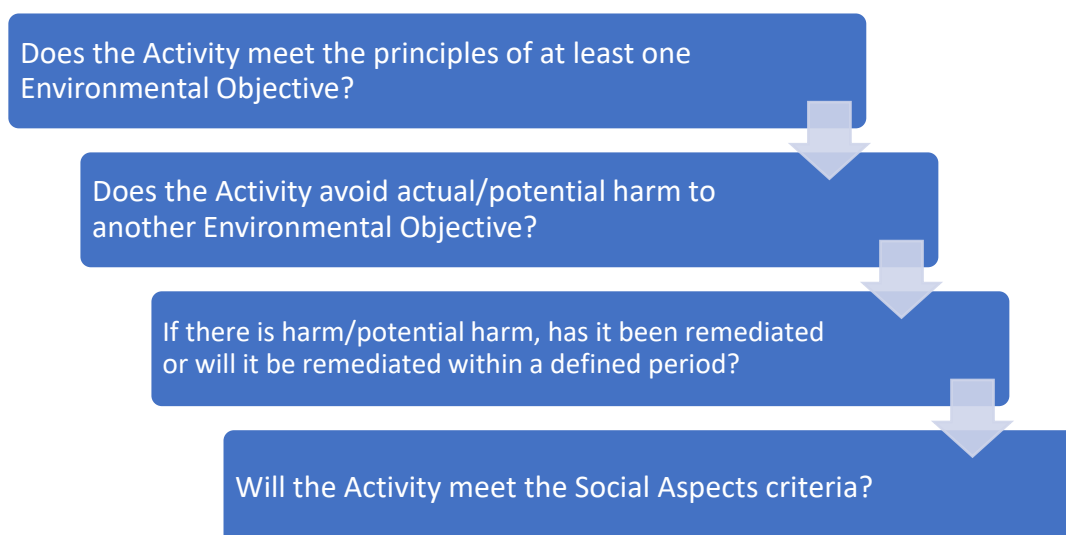 Does the Activity meet the principles of at least one
Environmental Objective?
Does the Activity avoid actual/potential harm to
another Environmental Objective?
If there is harm/potential harm, has it been remediated
or will it be remediated within a defined period?
Will the Activity meet the Social Aspects criteria?